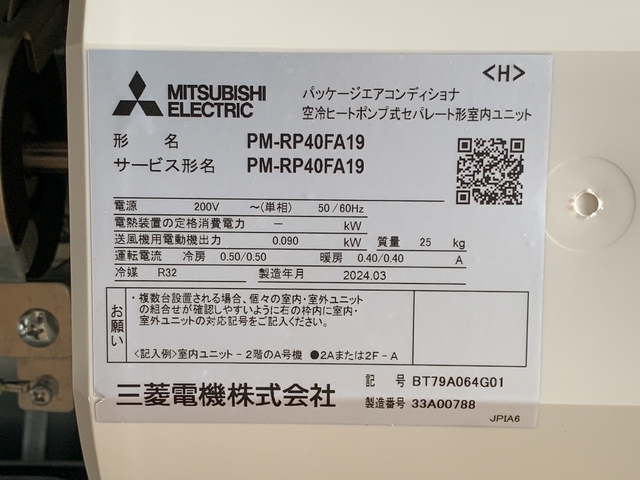 <H>
MITSUBISHI ELECTRIC
パッケージエアコンディショナ
空冷ヒートポンプ式セパレート形室内ユニット
形 名 PM-RP40FA19
サービス形名 PM-RP40FA19
電源 200V ～(単相) 50/60Hz
電熱装置の定格消費電力 － kW
送風機用電動機出力 0.090 kW 質量 25 kg
運転電流 冷房 0.50/0.50 暖房 0.40/0.40 A
冷媒 R32 製造年月 2024.03
お願い
・複数台設置される場合、個々の室内・室外ユニット
の組合せが確認しやすいように右の枠内に室内・
室外ユニットの対応記号をご記入ください。
<記入例>室内ユニット－2階のA号機 ●2Aまたは2F－A
三菱電機株式会社
記 号 BT79A064G01
製造番号 33A00788
JPIA6